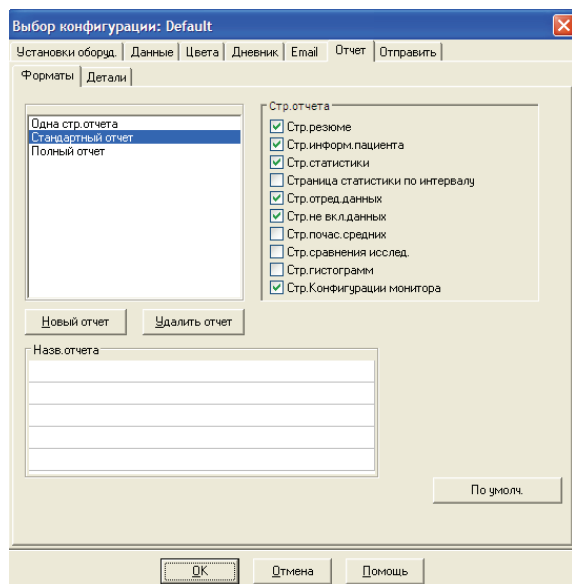 Выбор конфигурации: Default
Установки оборуд. Данные Цвета Дневник Email Отчет Отправить
Форматы Детали
Одна стр.отчета
Стандартный отчет
Полный отчет
Стр.отчета
Стр.резюме
Стр.информ.пациента
Стр.статистики
Страница статистики по интервалу
Стр.отред.данных
Стр.не вкл.данных
Стр.почас.средних
Стр.сравнения исслед.
Стр.гистограмм
Стр.Конфигурации монитора
Новый отчет Удалить отчет
Назв.отчета
По умолч.
OK Отмена Помощь